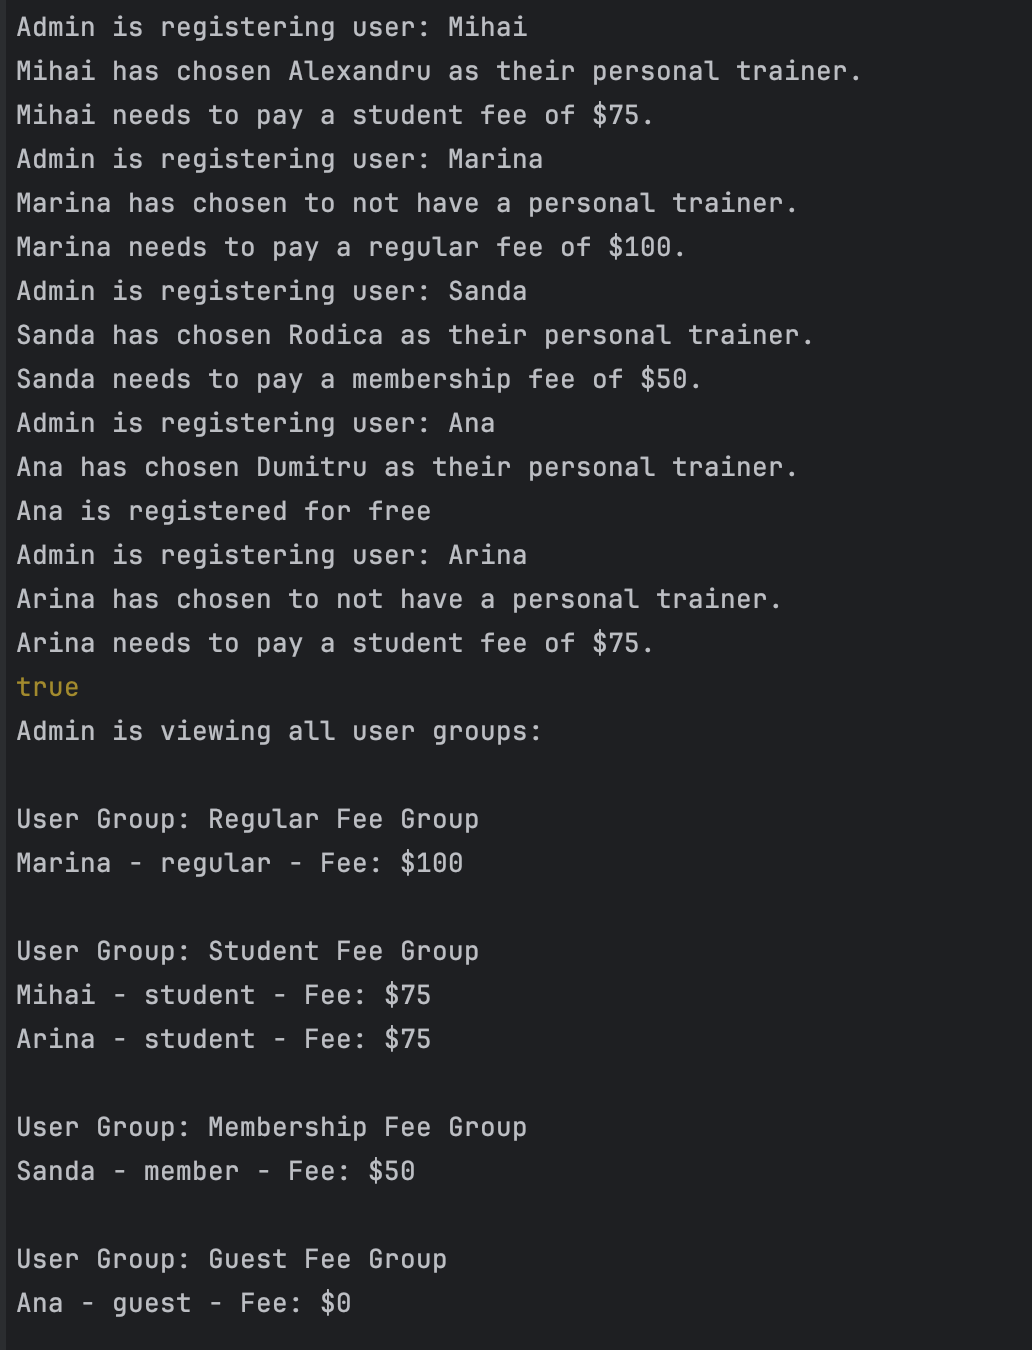 Admin is registering user: Mihai
Mihai has chosen Alexandru as their personal trainer.
Mihai needs to pay a student fee of $75.
Admin is registering user: Marina
Marina has chosen to not have a personal trainer.
Marina needs to pay a regular fee of $100.
Admin is registering user: Sanda
Sanda has chosen Rodica as their personal trainer.
Sanda needs to pay a membership fee of $50.
Admin is registering user: Ana
Ana has chosen Dumitru as their personal trainer.
Ana is registered for free
Admin is registering user: Arina
Arina has chosen to not have a personal trainer.
Arina needs to pay a student fee of $75.
true
Admin is viewing all user groups:
User Group: Regular Fee Group
Marina - regular - Fee: $100
User Group: Student Fee Group
Mihai - student - Fee: $75
Arina - student - Fee: $75
User Group: Membership Fee Group
Sanda - member - Fee: $50
User Group: Guest Fee Group
Ana - guest - Fee: $0